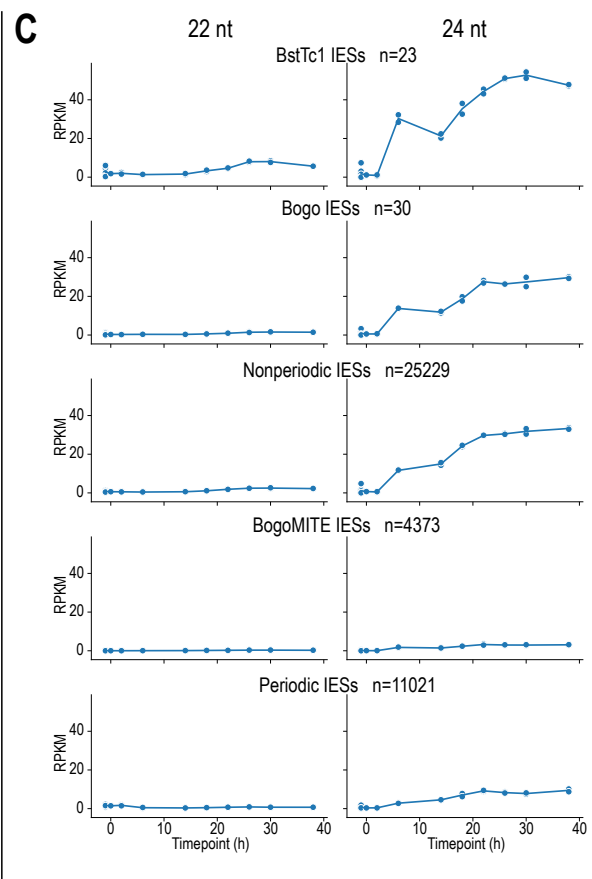 C
22 nt 24 nt
BstTc1 IESs n=23
RPKM
40
20
0
Bogo IESs n=30
RPKM
40
20
0
Nonperiodic IESs n=25229
RPKM
40
20
0
BogoMITE IESs n=4373
RPKM
40
20
0
Periodic IESs n=11021
RPKM
40
20
0
0 10 20 30 40 0 10 20 30 40
Timepoint (h) Timepoint (h)